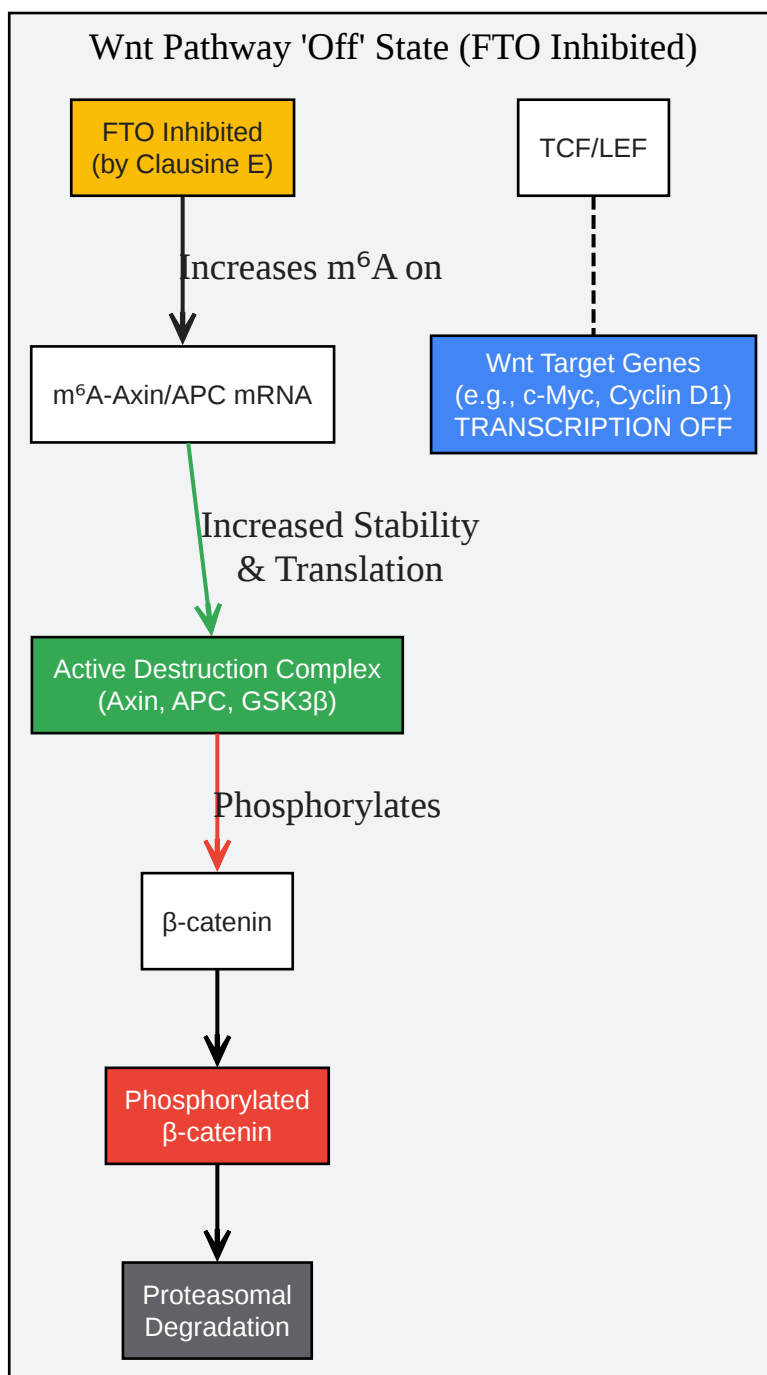 Wnt Pathway 'Off' State (FTO Inhibited)
FTO Inhibited
(by Clausine E)
TCF/LEF
Increases m⁶A on
m⁶A-Axin/APC mRNA
Wnt Target Genes
(e.g., c-Myc, Cyclin D1)
TRANSCRIPTION OFF
Increased Stability
& Translation
Active Destruction Complex
(Axin, APC, GSK3β)
Phosphorylates
β-catenin
Phosphorylated
β-catenin
Proteasomal
Degradation